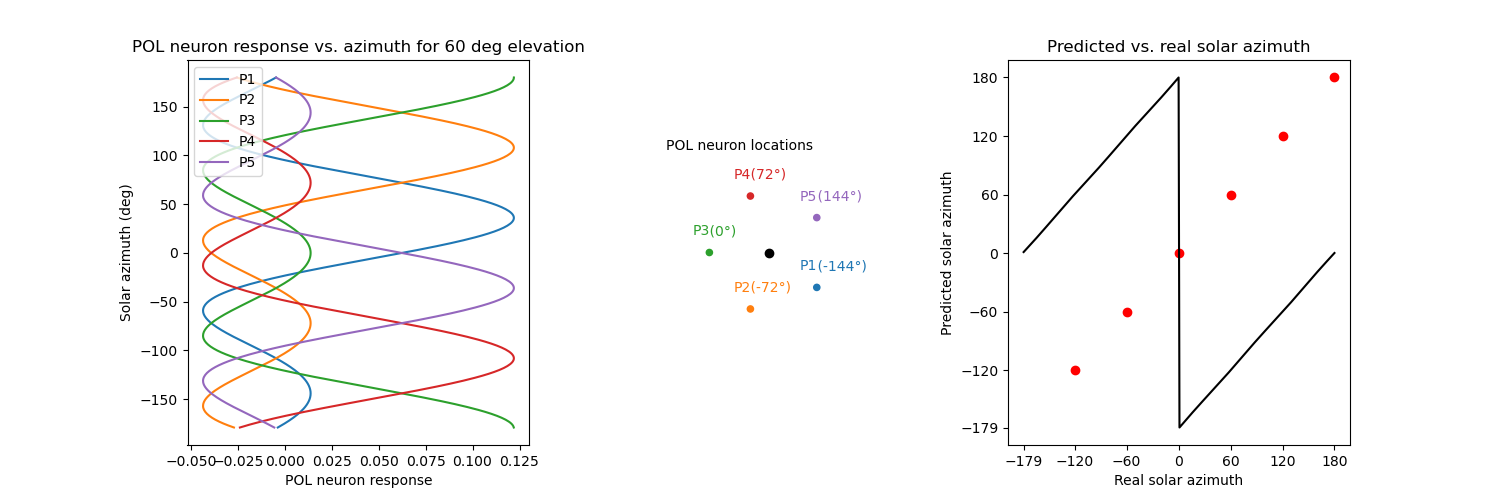 POL neuron response vs. azimuth for 60 deg elevation
P1
P2
P3
P4
P5
150
100
50
0
−50
−100
−150
Solar azimuth (deg)
−0.050
−0.025
0.000
0.025
0.050
0.075
0.100
0.125
POL neuron response
POL neuron locations
P4(72°)
P5(144°)
P3(0°)
P1(-144°)
P2(-72°)
Predicted vs. real solar azimuth
180
120
60
0
−60
−120
−179
Predicted solar azimuth
−179
−120
−60
0
60
120
180
Real solar azimuth